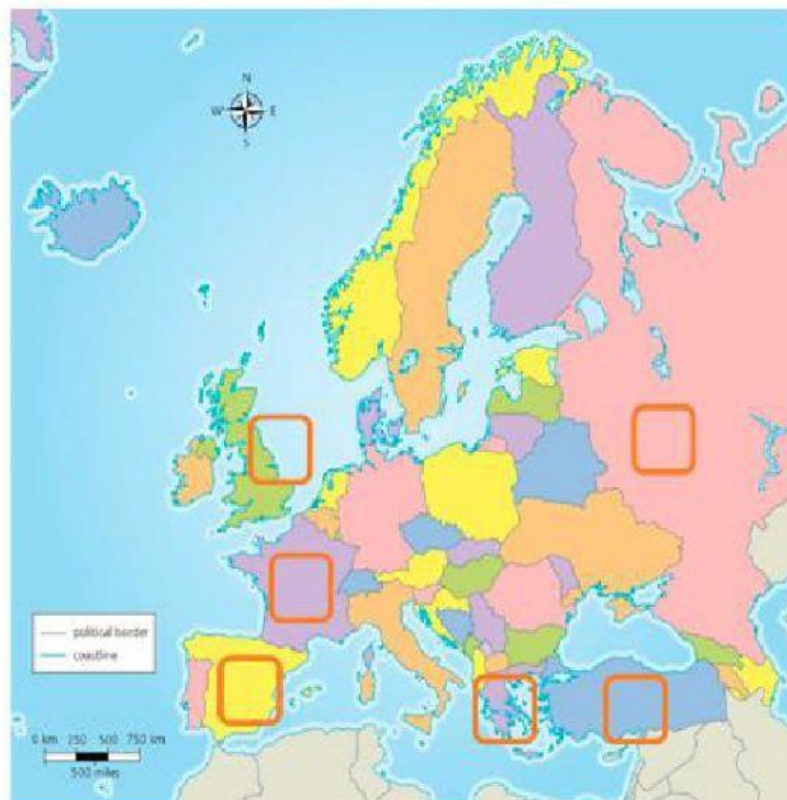 N
W E
S
political border
coastline
0 km 250 500 750 km
500 miles